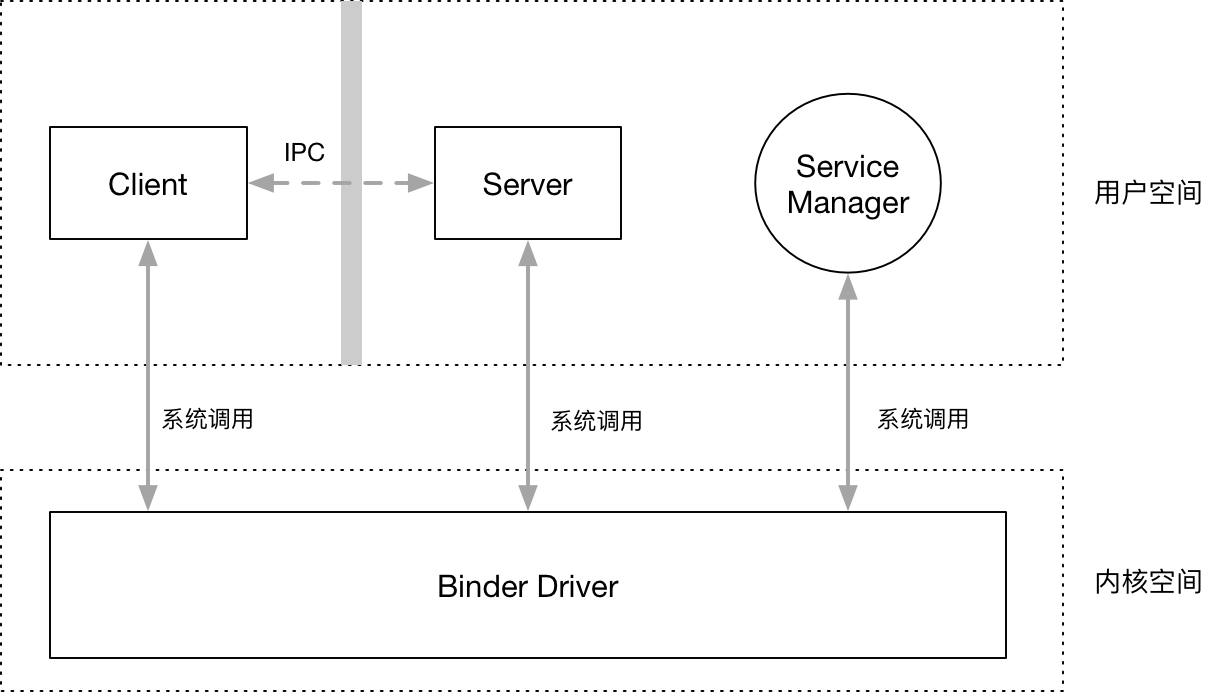 IPC
Client
Server
Service
Manager
用户空间
系统调用
系统调用
系统调用
Binder Driver
内核空间